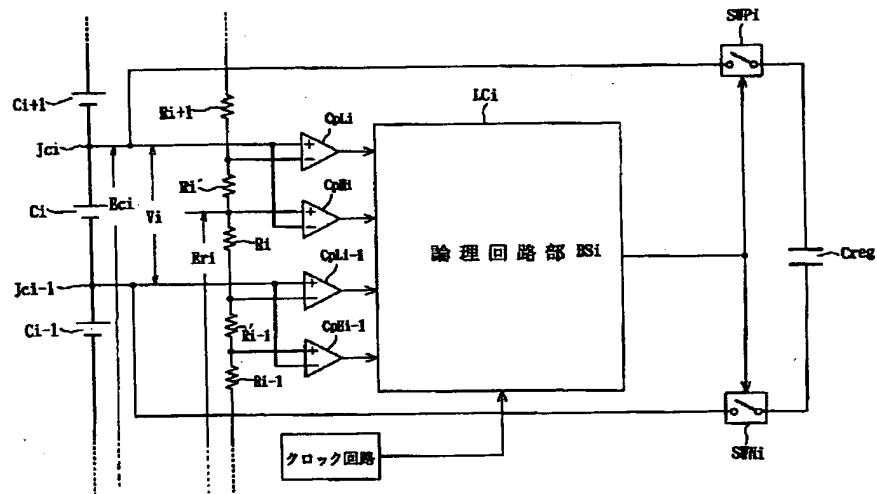 SWPi
LCi
Ci+1
Ri+1
CpLi
Jci
Ri'
CpHi
Ci
Eci
Vi
Ri
Eri
CpLi-1
論理回路部 BSi
Creg
Jci-1
Ci-1
R'i-1
CpHi-1
Ri-1
クロック回路
SWNi